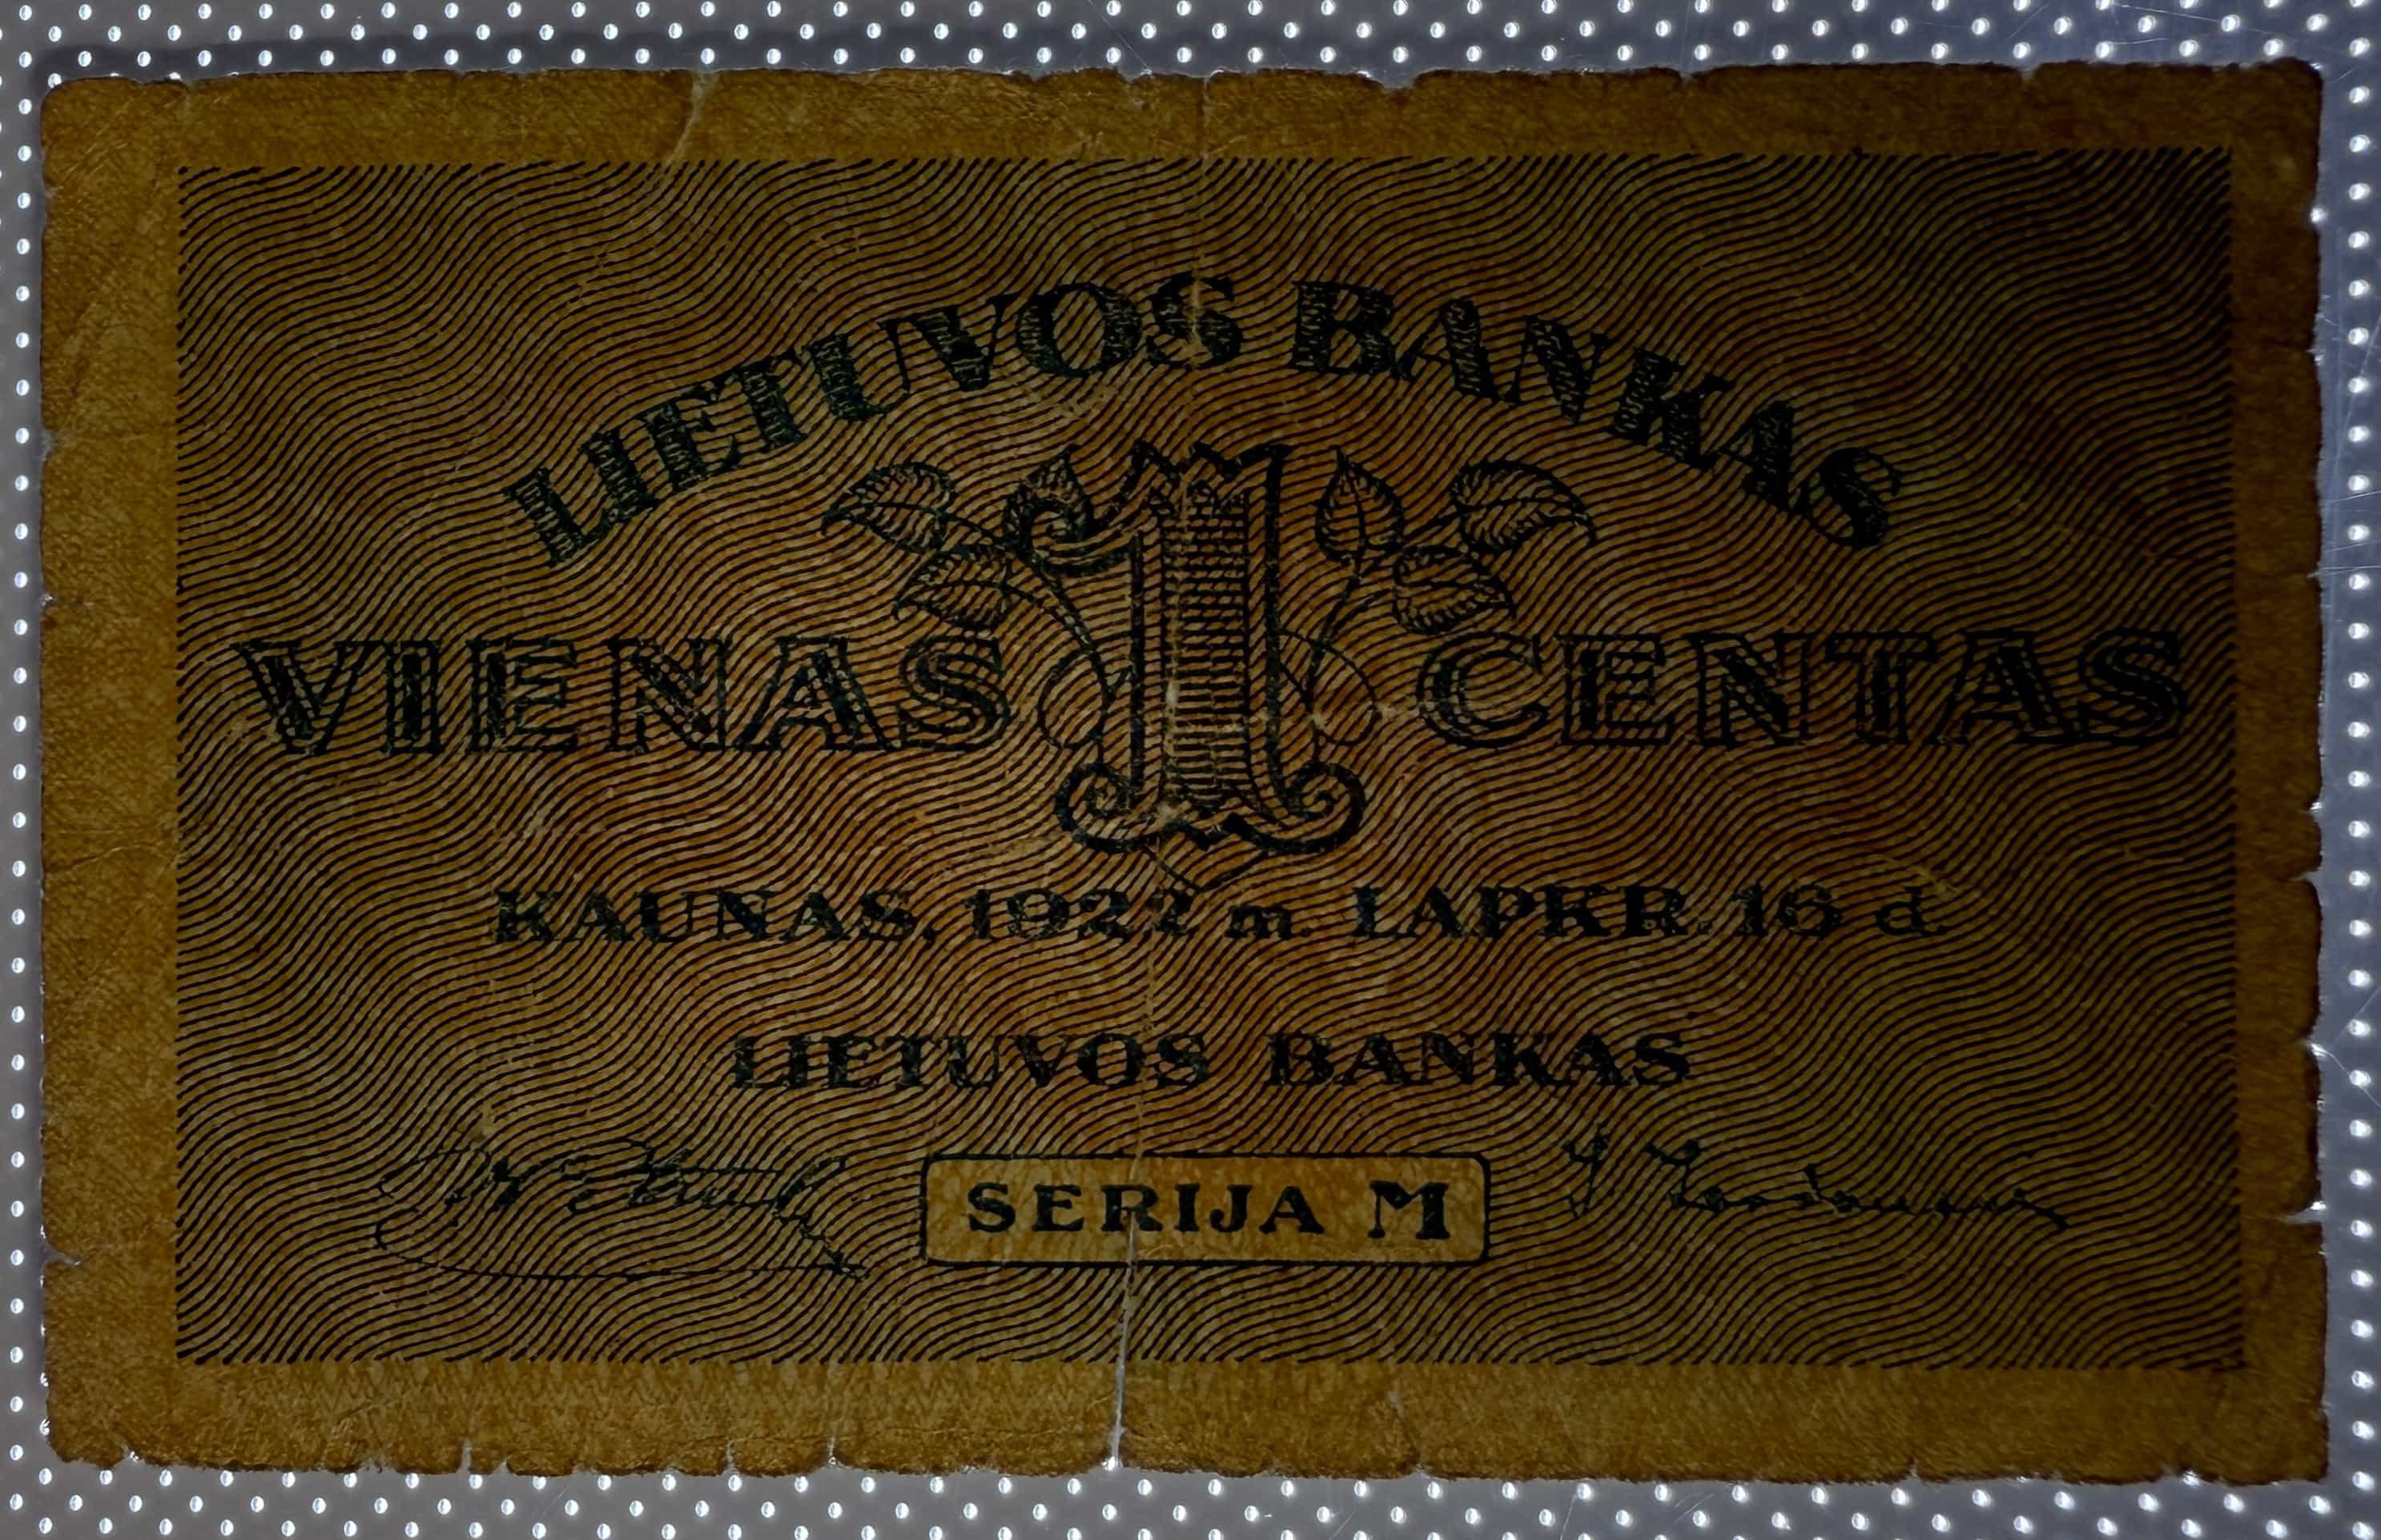 LIETUVOS BANKAS
VIENAS 1 CENTAS
KAUNAS, 1922 m. LAPKR. 16 d.
LIETUVOS BANKAS
SERIJA M